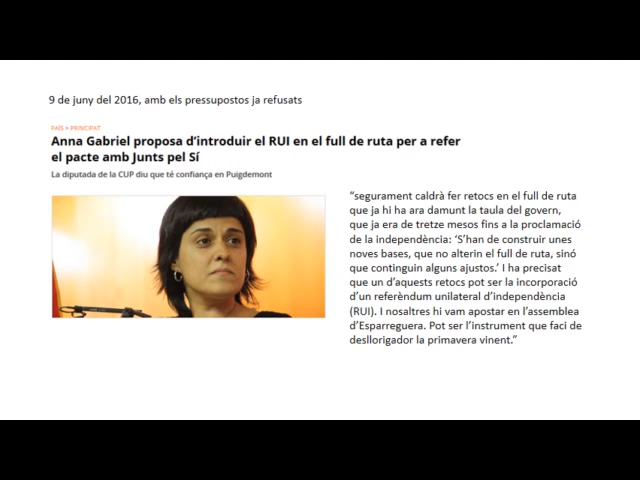 9 de juny del 2016, amb els pressupostos ja refusats
PAÍS > PRINCIPAT
Anna Gabriel proposa d’introduir el RUI en el full de ruta per a refer
el pacte amb Junts pel Sí
La diputada de la CUP diu que té confiança en Puigdemont
“segurament caldrà fer retocs en el full de ruta
que ja hi ha ara damunt la taula del govern,
que ja era de tretze mesos fins a la proclamació
de la independència: ‘S’han de construir unes
noves bases, que no alterin el full de ruta, sinó
que continguin alguns ajustos.’ I ha precisat
que un d’aquests retocs pot ser la incorporació
d’un referèndum unilateral d’independència
(RUI). I nosaltres hi vam apostar en l’assemblea
d’Esparreguera. Pot ser l’instrument que faci de
desllorigador la primavera vinent.”